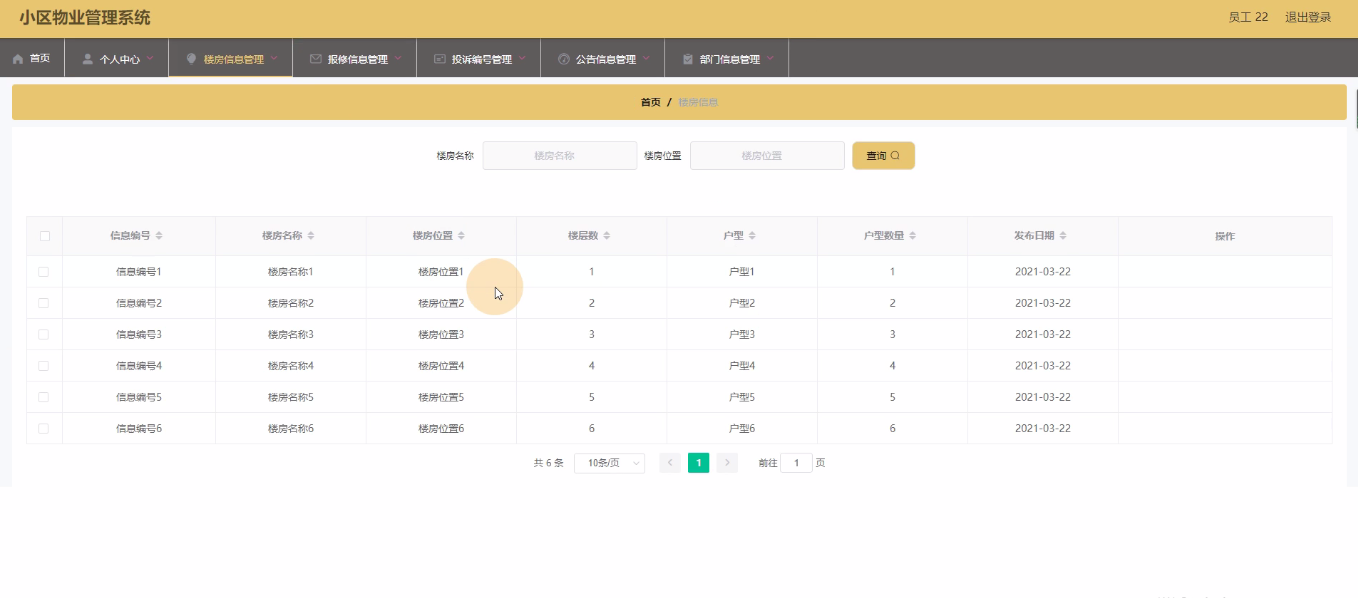 小区物业管理系统 员工 22 退出登录
首页 个人中心 楼房信息管理 报修信息管理 投诉编号管理 公告信息管理 部门信息管理
首页 / 楼房信息
楼房名称 楼房名称 楼房位置 楼房位置 查询
信息编号 楼房名称 楼房位置 楼层数 户型 户型数量 发布日期 操作
信息编号1 楼房名称1 楼房位置1 1 户型1 1 2021-03-22
信息编号2 楼房名称2 楼房位置2 2 户型2 2 2021-03-22
信息编号3 楼房名称3 楼房位置3 3 户型3 3 2021-03-22
信息编号4 楼房名称4 楼房位置4 4 户型4 4 2021-03-22
信息编号5 楼房名称5 楼房位置5 5 户型5 5 2021-03-22
信息编号6 楼房名称6 楼房位置6 6 户型6 6 2021-03-22
共 6 条 10条/页 1 前往 1 页